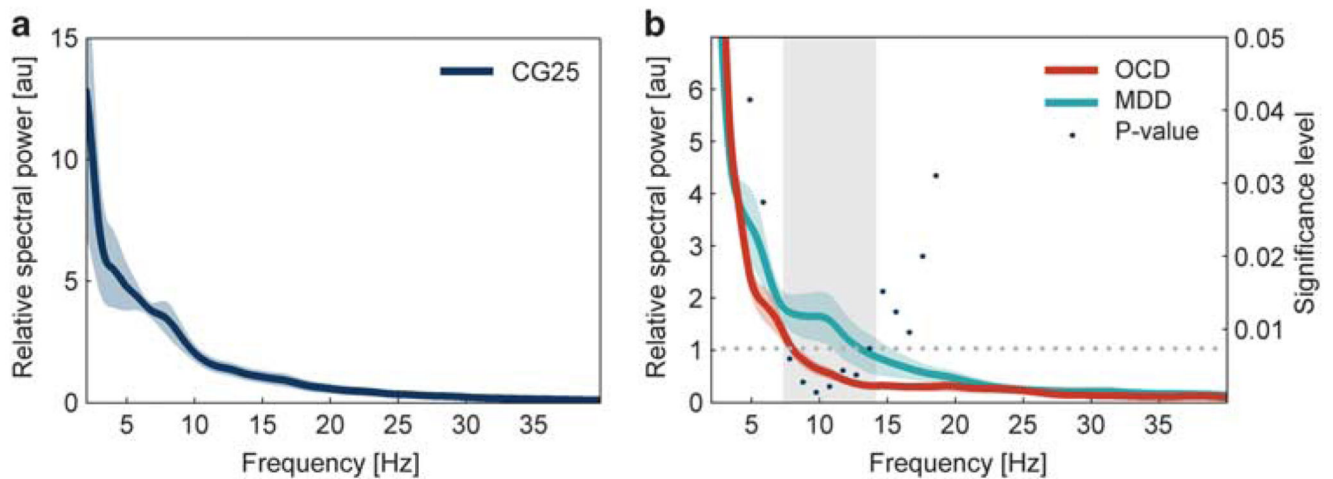 a
15
10
5
0
5 10 15 20 25 30 35
Relative spectral power [au]
Frequency [Hz]
CG25
b
6
5
4
3
2
1
0
5 10 15 20 25 30 35
Relative spectral power [au]
Frequency [Hz]
OCD
MDD
P-value
0.05
0.04
0.03
0.02
0.01
Significance level